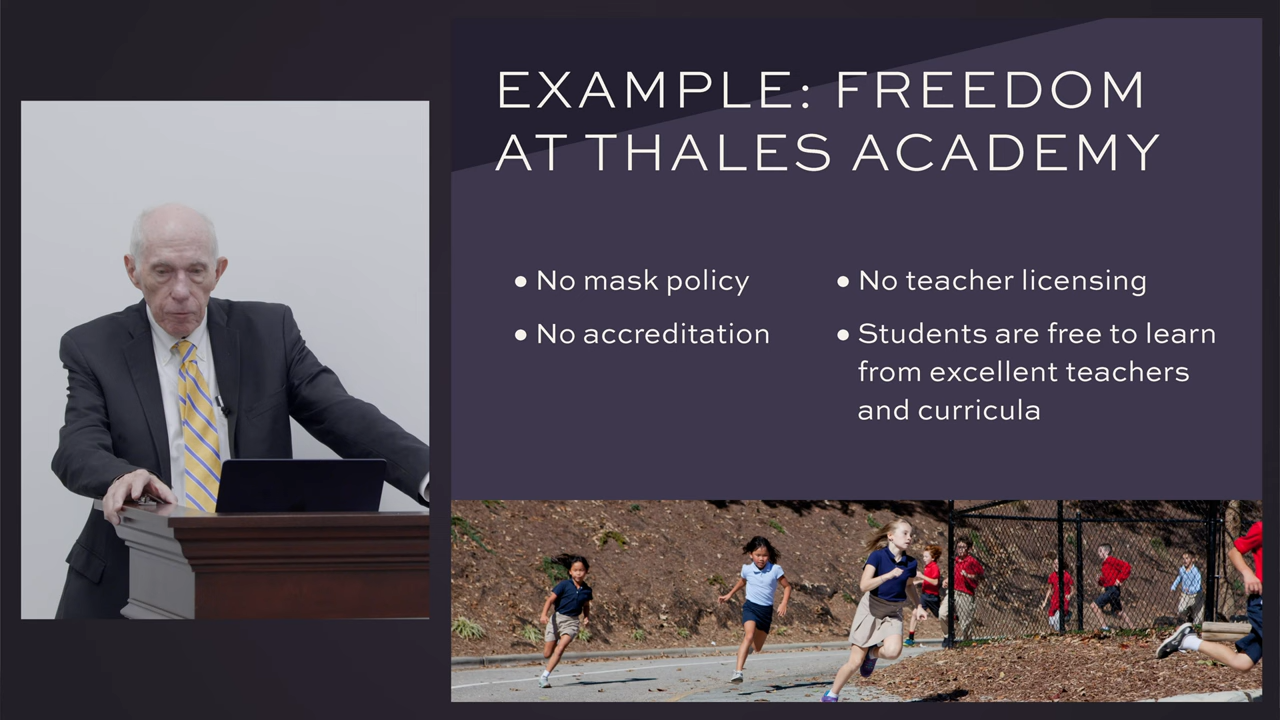 EXAMPLE: FREEDOM
AT THALES ACADEMY
● No mask policy
● No accreditation
● No teacher licensing
● Students are free to learn
from excellent teachers
and curricula